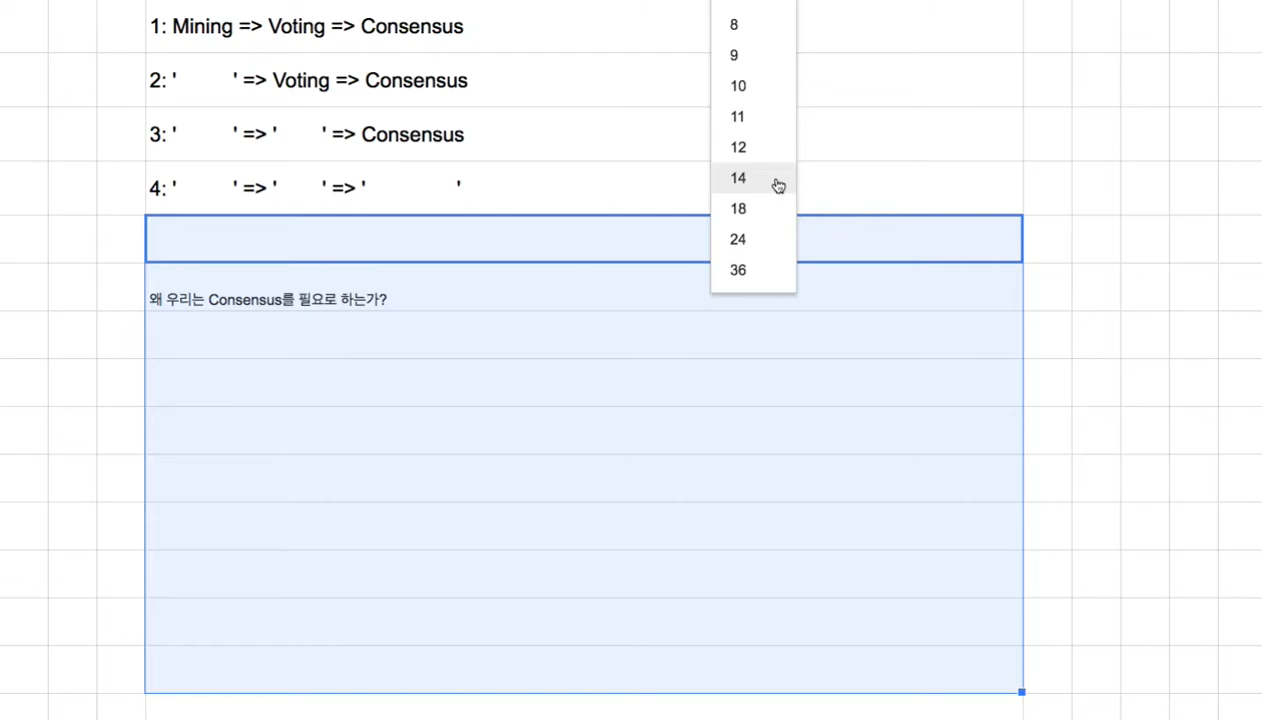 1: Mining => Voting => Consensus
2: ' ' => Voting => Consensus
3: ' ' => ' ' => Consensus
4: ' ' => ' ' => ' '
왜 우리는 Consensus를 필요로 하는가?
8
9
10
11
12
14
18
24
36